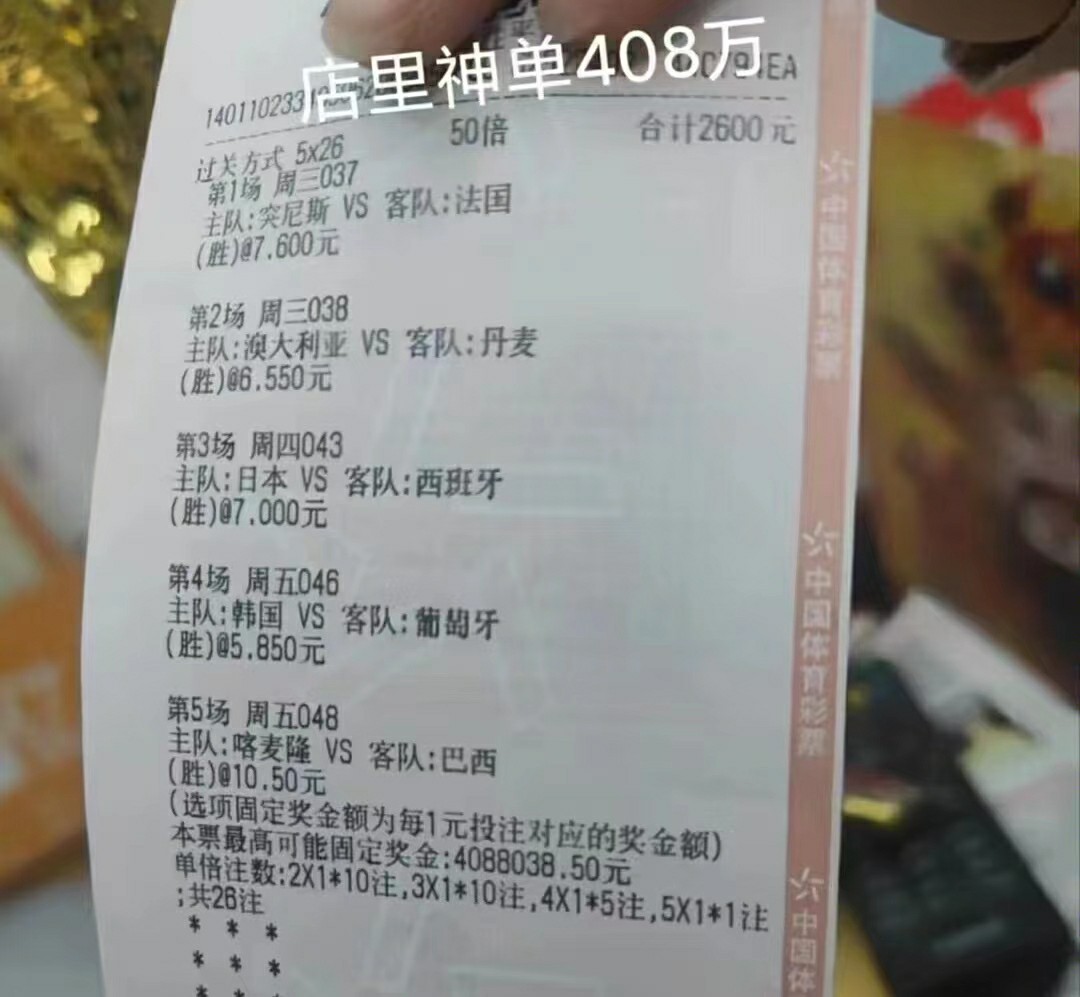 店里神单408万
50倍 合计2600元
过关方式 5x26
第1场 周三037
主队:突尼斯 VS 客队:法国
(胜)@7.600元
第2场 周三038
主队:澳大利亚 VS 客队:丹麦
(胜)@6.550元
第3场 周四043
主队:日本 VS 客队:西班牙
(胜)@7.000元
第4场 周五046
主队:韩国 VS 客队:葡萄牙
(胜)@5.850元
第5场 周五048
主队:喀麦隆 VS 客队:巴西
(胜)@10.50元
(选项固定奖金额为每1元投注对应的奖金额)
本票最高可能固定奖金:4088038.50元
单倍注数:2X1*10注,3X1*10注,4X1*5注,5X1*1注
;共26注
* * *
* * *
* * *
中国体育彩票
中国体育彩票
中国体